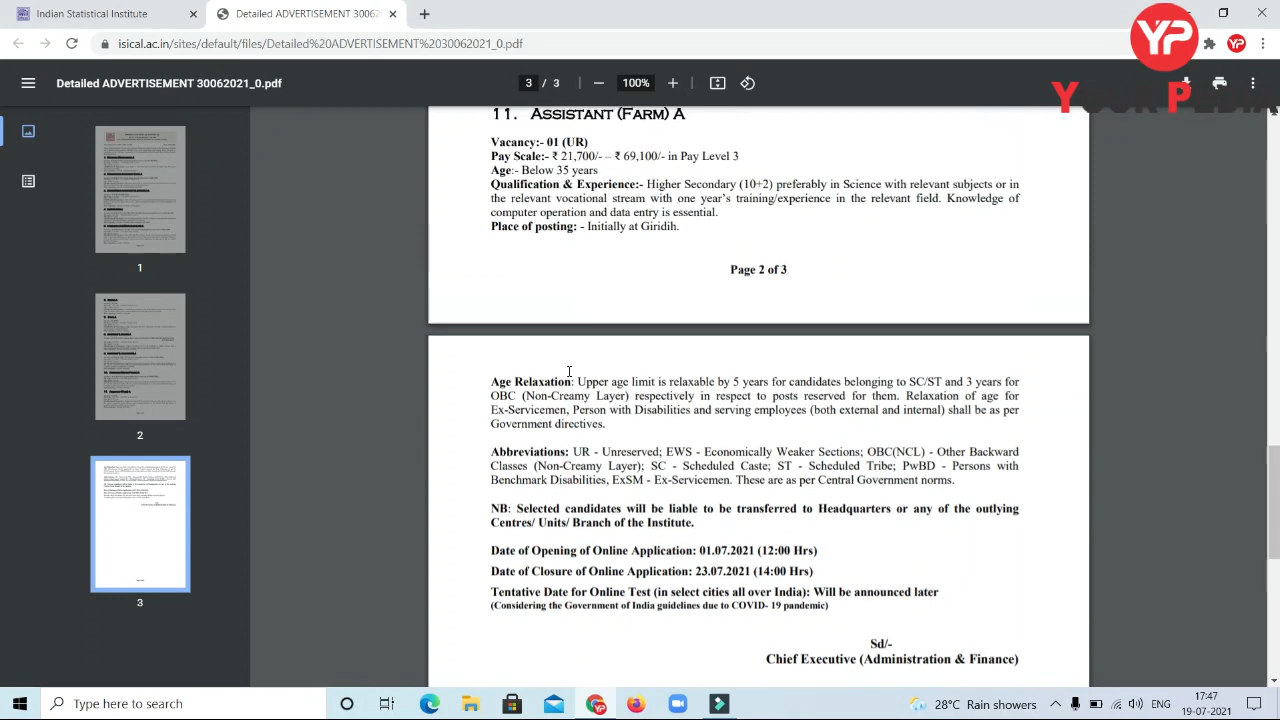 Indian Statistical Institute
Detailed ADVERTISEMENT 30062
isical.ac.in/sites/default/files/Detailed%20ADVERTISEMENT%2030062021_0.pdf
YP
YP
Detailed ADVERTISEMENT 30062021_0.pdf
3 / 3
100%
11. ASSISTANT (FARM) A
Vacancy:- 01 (UR)
Pay Scale:- ₹ 21,700/- – ₹ 69,100/- in Pay Level 3
Age:- Below 35 years
Qualification & Experience:- Higher Secondary (10+2) preferably in Science with relevant subjects or in
the relevant vocational stream with one year’s training/experience in the relevant field. Knowledge of
computer operation and data entry is essential.
Place of posting: - Initially at Giridih.
Page 2 of 3
Age Relaxation: Upper age limit is relaxable by 5 years for candidates belonging to SC/ST and 3 years for
OBC (Non-Creamy Layer) respectively in respect to posts reserved for them. Relaxation of age for
Ex-Servicemen, Person with Disabilities and serving employees (both external and internal) shall be as per
Government directives.
Abbreviations: UR - Unreserved; EWS - Economically Weaker Sections; OBC(NCL) - Other Backward
Classes (Non-Creamy Layer); SC - Scheduled Caste; ST - Scheduled Tribe; PwBD - Persons with
Benchmark Disabilities, ExSM - Ex-Servicemen. These are as per Central Government norms.
NB: Selected candidates will be liable to be transferred to Headquarters or any of the outlying
Centres/ Units/ Branch of the Institute.
Date of Opening of Online Application: 01.07.2021 (12:00 Hrs)
Date of Closure of Online Application: 23.07.2021 (14:00 Hrs)
Tentative Date for Online Test (in select cities all over India): Will be announced later
(Considering the Government of India guidelines due to COVID- 19 pandemic)
Sd/-
Chief Executive (Administration & Finance)
1
2
3
Type here to search
28°C Rain showers
ENG
17:47
19-07-2021